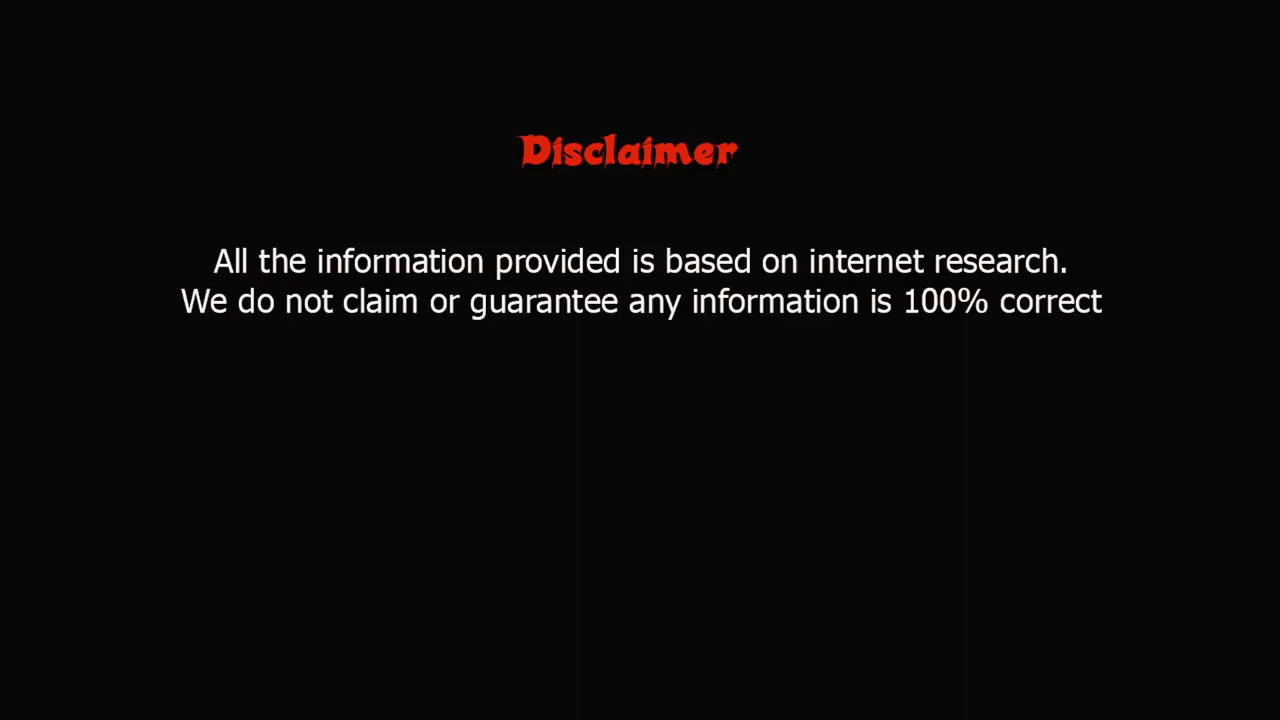 Disclaimer
All the information provided is based on internet research.
We do not claim or guarantee any information is 100% correct